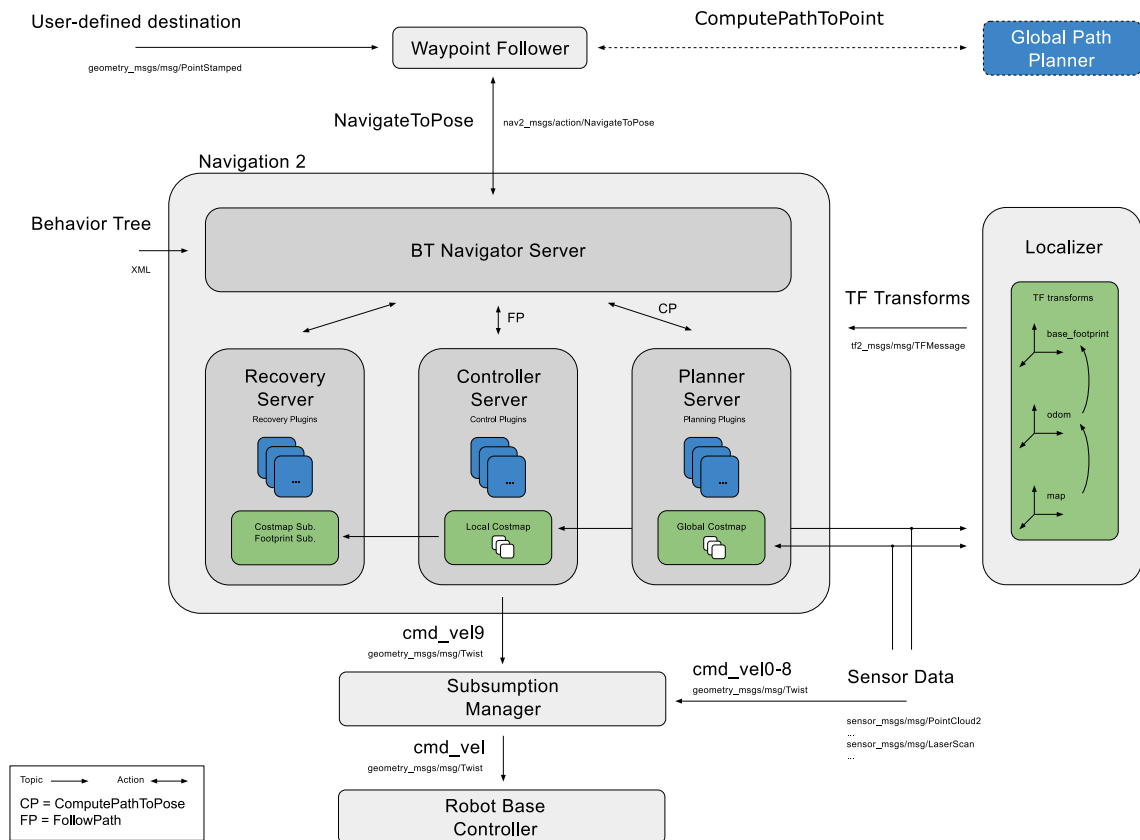 User-defined destination
geometry_msgs/msg/PointStamped
Waypoint Follower
ComputePathToPoint
Global Path
Planner
NavigateToPose
nav2_msgs/action/NavigateToPose
Navigation 2
Behavior Tree
XML
BT Navigator Server
FP
CP
Recovery
Server
Recovery Plugins
...
Costmap Sub.
Footprint Sub.
Controller
Server
Control Plugins
...
Local Costmap
Planner
Server
Planning Plugins
...
Global Costmap
TF Transforms
tf2_msgs/msg/TFMessage
Localizer
TF transforms
base_footprint
odom
map
cmd_vel9
geometry_msgs/msg/Twist
Subsumption
Manager
cmd_vel0-8
geometry_msgs/msg/Twist
Sensor Data
sensor_msgs/msg/PointCloud2
...
sensor_msgs/msg/LaserScan
...
cmd_vel
geometry_msgs/msg/Twist
Robot Base
Controller
Topic
Action
CP = ComputePathToPose
FP = FollowPath